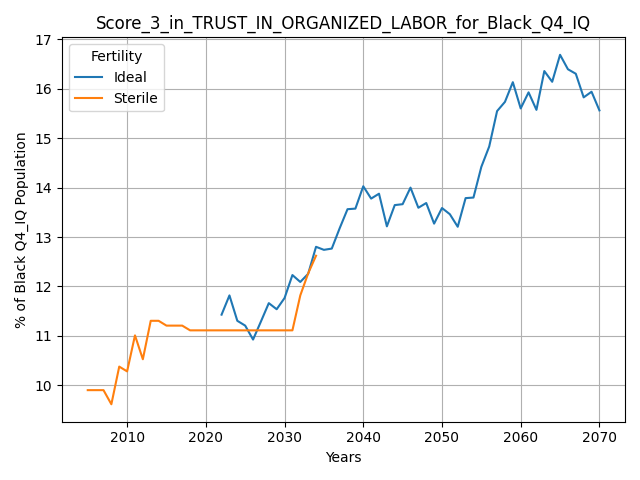 Score_3_in_TRUST_IN_ORGANIZED_LABOR_for_Black_Q4_IQ
17
16
15
14
13
12
11
10
% of Black Q4_IQ Population
Fertility
Ideal
Sterile
2010 2020 2030 2040 2050 2060 2070
Years